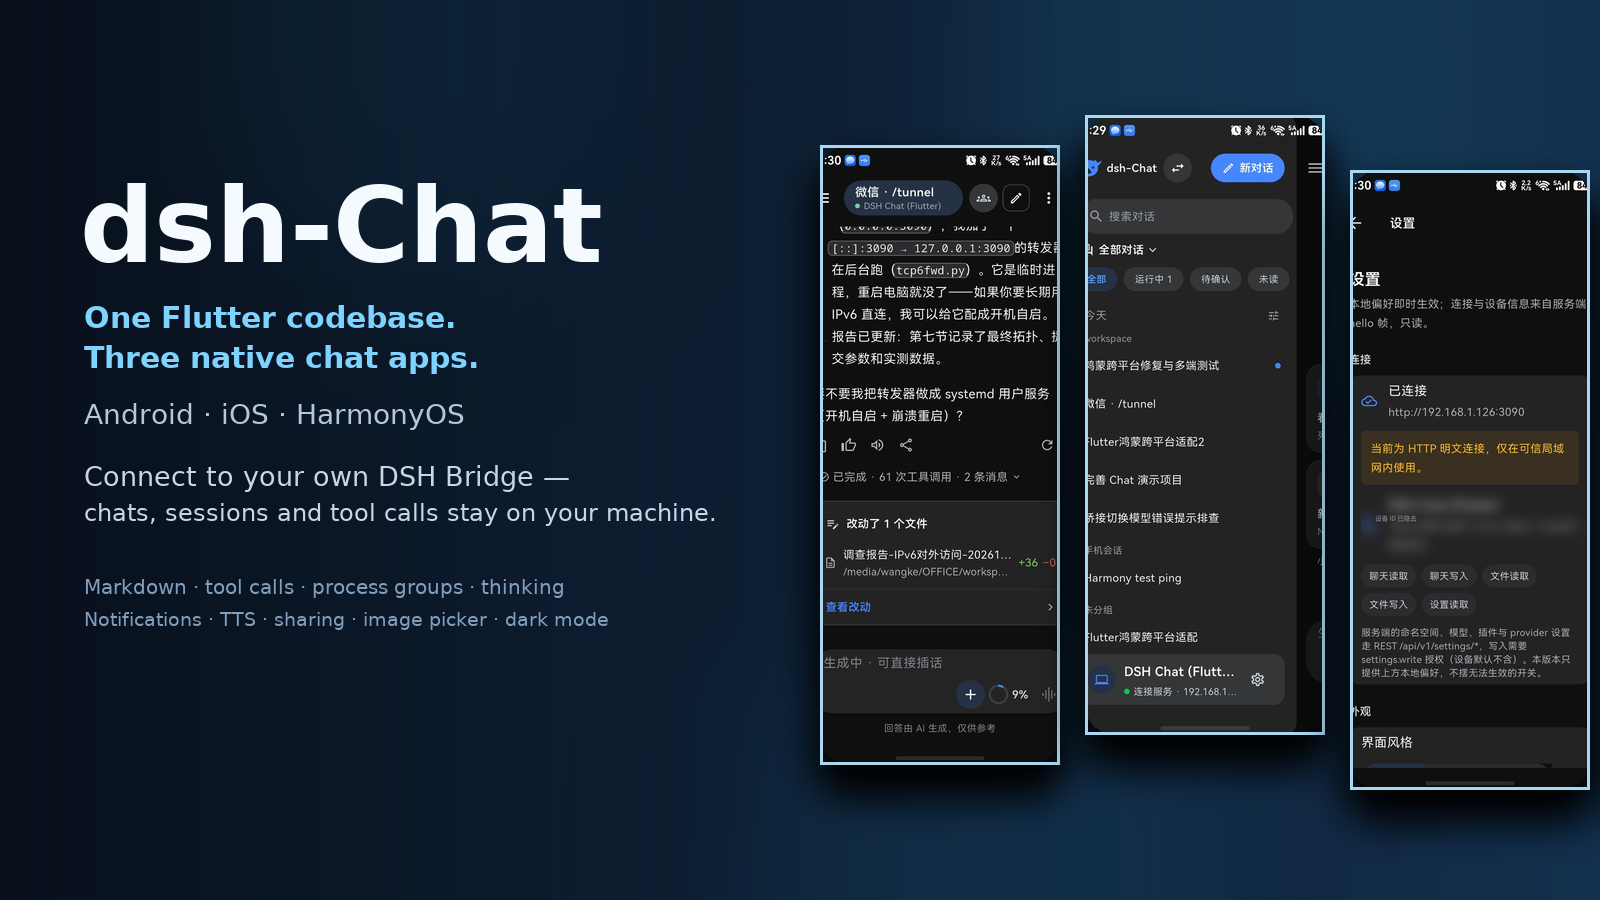 dsh-Chat
One Flutter codebase.
Three native chat apps.
Android · iOS · HarmonyOS
Connect to your own DSH Bridge —
chats, sessions and tool calls stay on your machine.
Markdown · tool calls · process groups · thinking
Notifications · TTS · sharing · image picker · dark mode
:30
微信 · /tunnel
DSH Chat (Flutter)
[::]:3090 → 127.0.0.1:3090 的转发
在后台跑 (tcp6fwd.py) 。它是临时进
程，重启电脑就没了——如果你要长期
IPv6 直连，我可以给它配成开机自启。
报告已更新：第七节记录了最终拓扑、
交参数和实测数据。
不要我把转发器做成 systemd 用户服务
开机自启 + 崩溃重启）？
已完成 · 61 次工具调用 · 2 条消息
改动了 1 个文件
调查报告-IPv6对外访问-20261...
+36 -0
/media/wangke/OFFICE/worksp...
查看改动
生成中 · 可直接插话
9%
回答由 AI 生成，仅供参考
:29
dsh-Chat
新对话
搜索对话
全部对话
全部
运行中 1
待确认
未读
今天
workspace
鸿蒙跨平台修复与多端测试
微信 · /tunnel
Flutter鸿蒙跨平台适配2
完善 Chat 演示项目
桥接切换模型错误提示排查
手机会话
Harmony test ping
未分组
Flutter鸿蒙跨平台适配
DSH Chat (Flutt...
连接服务 · 192.168.1...
:30
设置
设置
本地偏好即时生效；连接与设备信息来自服务端
hello 帧，只读。
连接
已连接
http://192.168.1.126:3090
当前为 HTTP 明文连接，仅在可信局域
网内使用。
设备 ID 已隐去
聊天读取
聊天写入
文件读取
文件写入
设置读取
服务端的命名空间、模型、插件与 provider 设置
走 REST /api/v1/settings/*，写入需要
settings.write 授权（设备默认不含）。本版本只
提供上方本地偏好，不摆无法生效的开关。
外观
界面风格